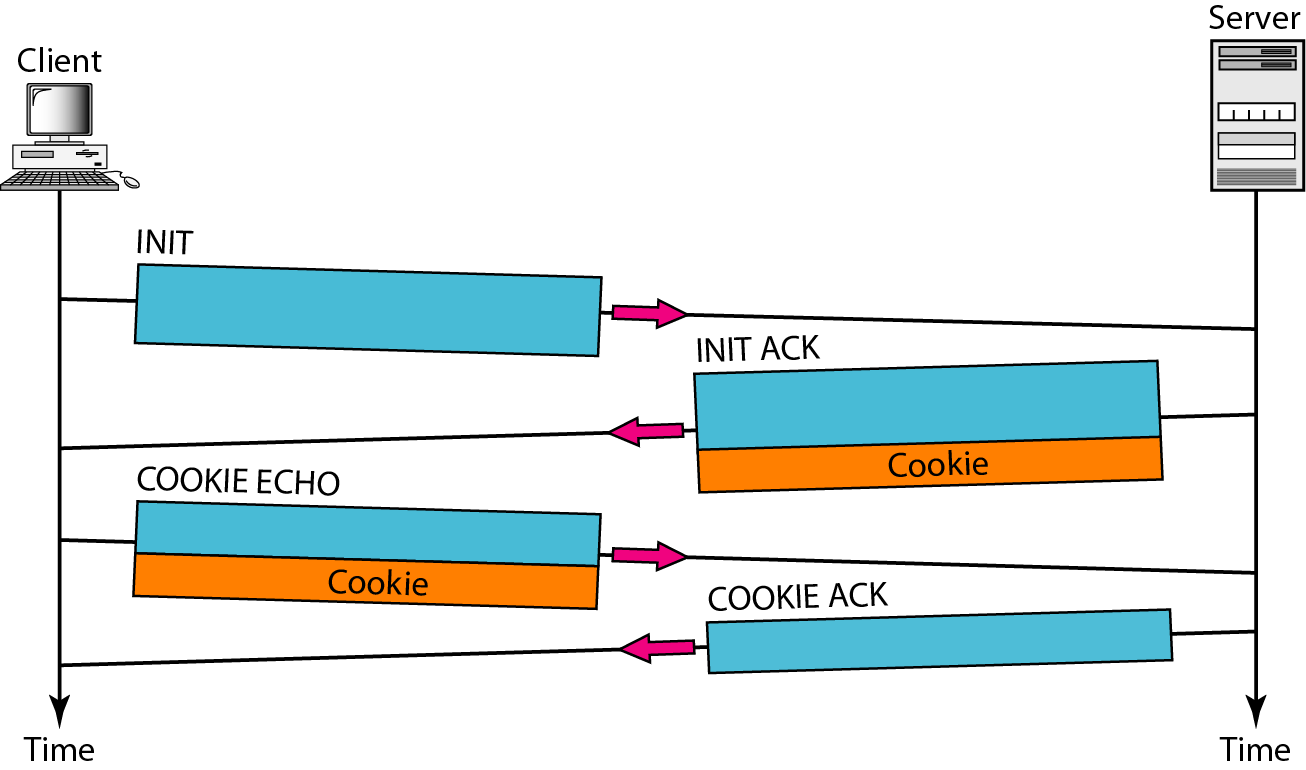 Server
Client
INIT
INIT ACK
Cookie
COOKIE ECHO
Cookie
COOKIE ACK
Time
Time